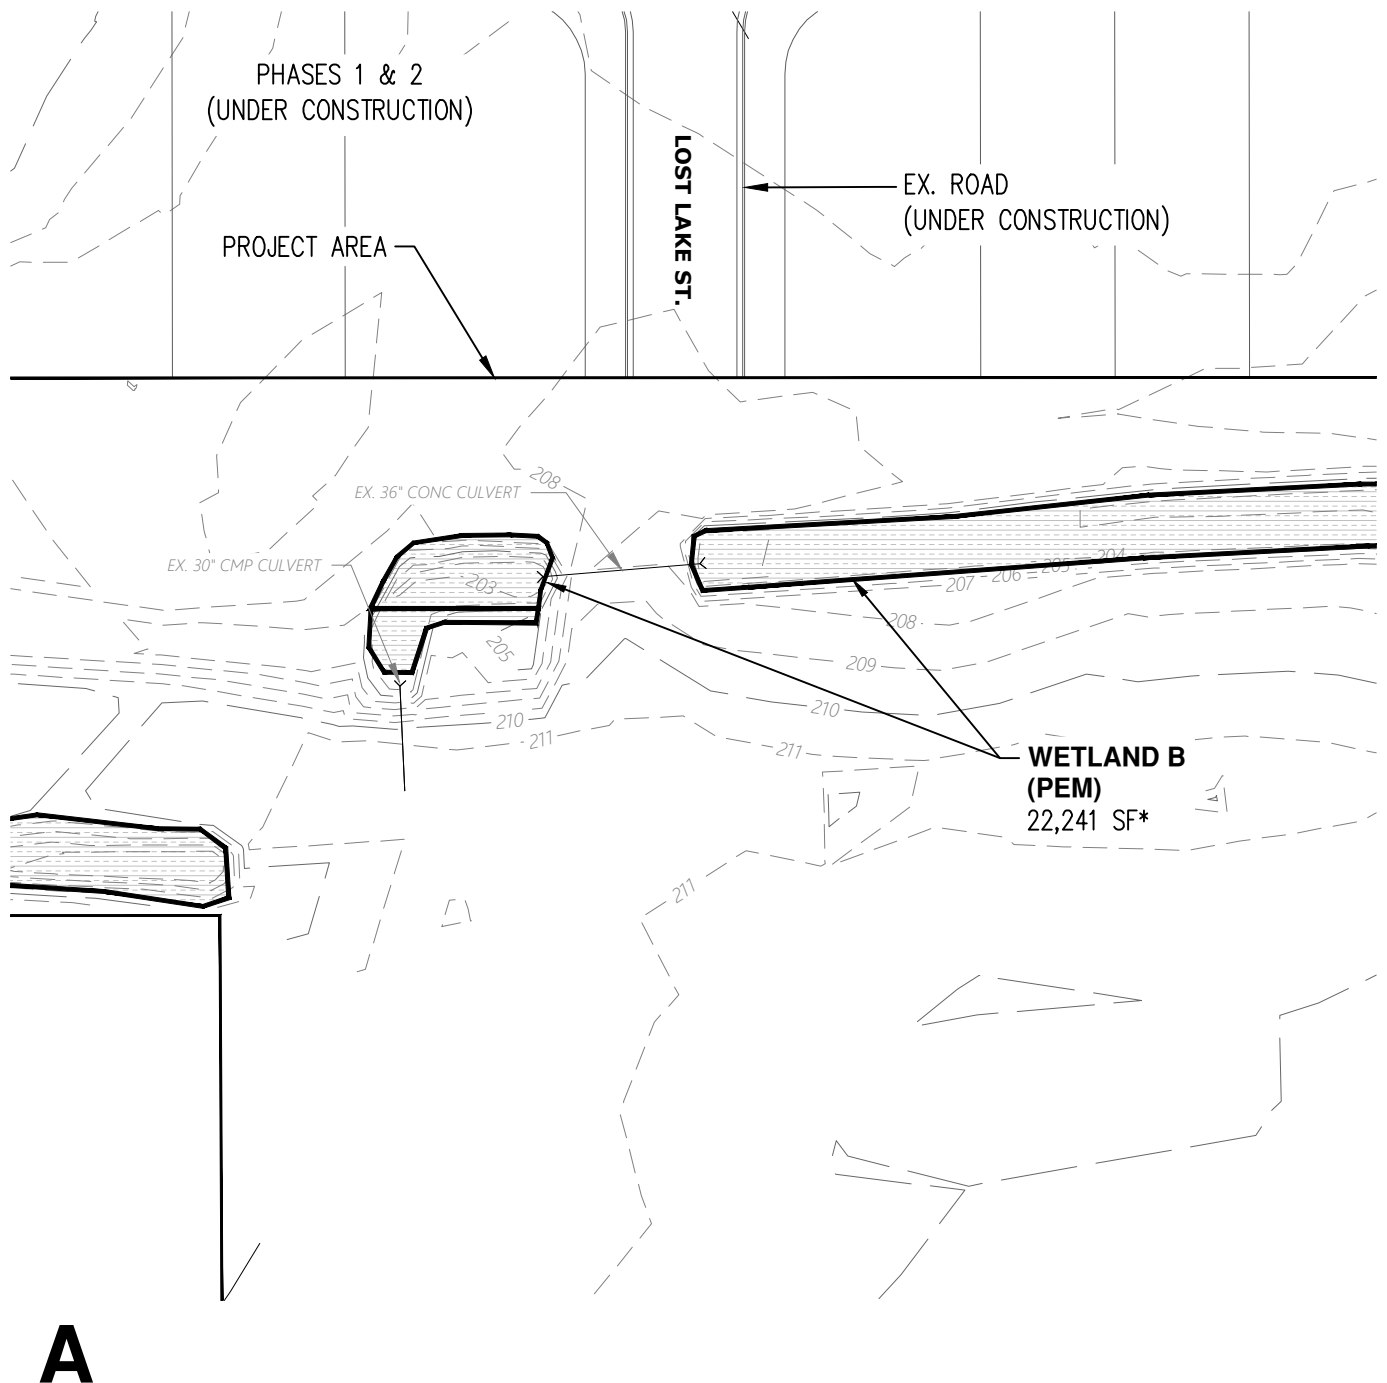 PHASES 1 & 2
(UNDER CONSTRUCTION)
LOST LAKE ST.
EX. ROAD
(UNDER CONSTRUCTION)
PROJECT AREA
208
EX. 36" CONC CULVERT
EX. 30" CMP CULVERT
203
204
205
206
207
208
205
209
210
210
211
211
WETLAND B
(PEM)
22,241 SF*
211
A